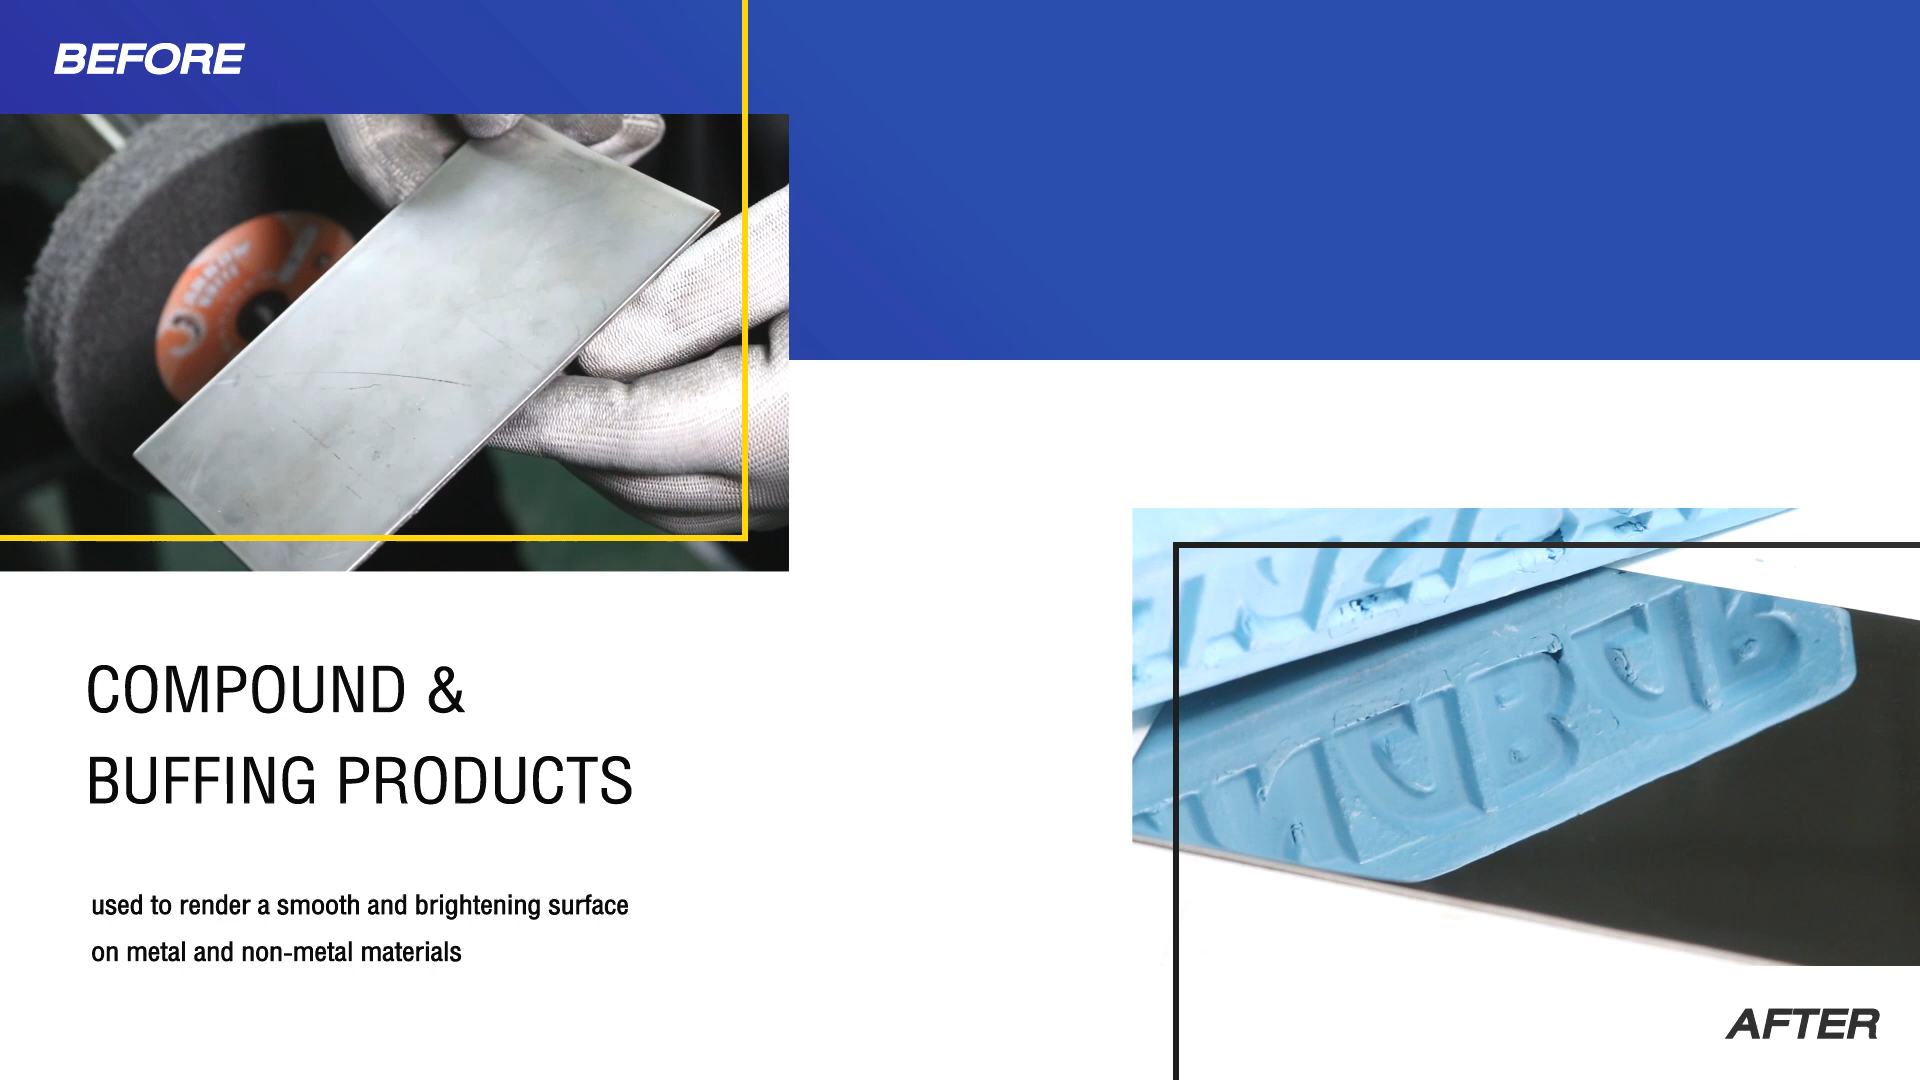 BEFORE
COMPOUND &
BUFFING PRODUCTS
used to render a smooth and brightening surface
on metal and non-metal materials
AFTER